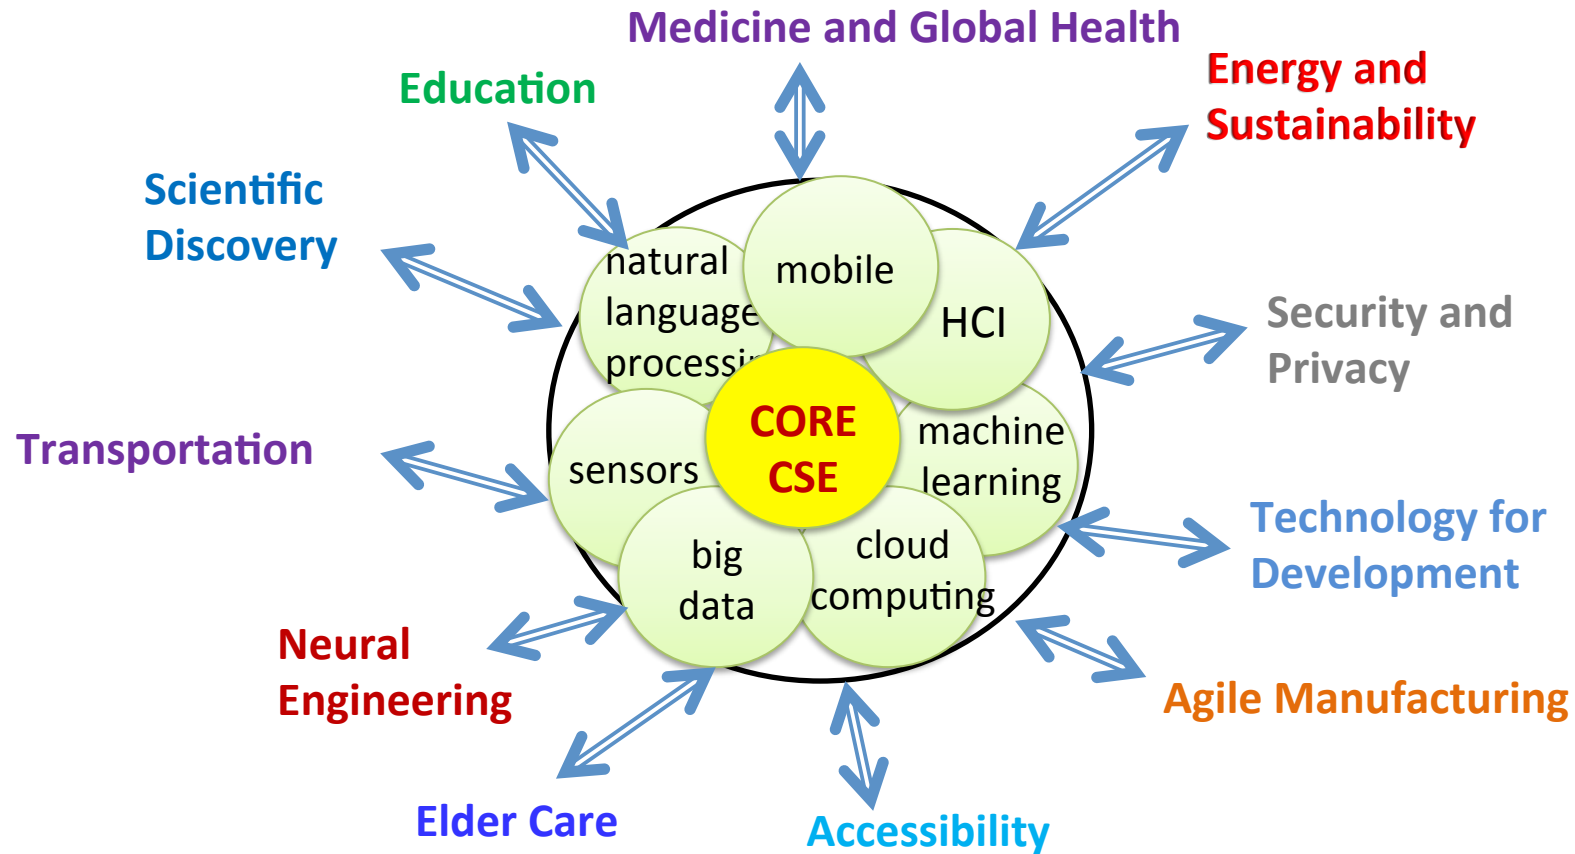 Medicine and Global Health
Education
Energy and
Sustainability
Scientific
Discovery
natural
language
processin
mobile
HCI
Security and
Privacy
Transportation
sensors
CORE
CSE
machine
learning
big
data
cloud
computing
Technology for
Development
Neural
Engineering
Agile Manufacturing
Elder Care
Accessibility